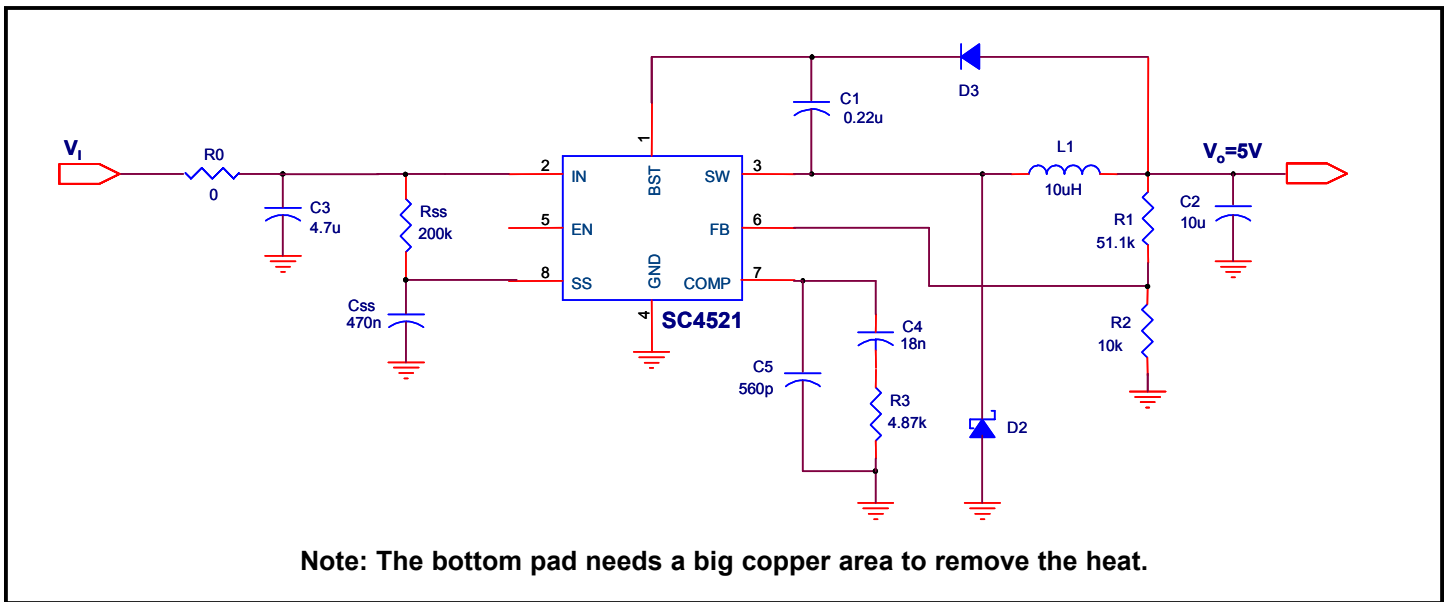 D3
C1
0.22u
1
VI
R0
0
L1
10uH
Vo=5V
2
IN
BST
SW
3
C3
4.7u
Rss
200k
5
EN
FB
6
R1
51.1k
C2
10u
8
SS
GND
COMP
7
Css
470n
4
SC4521
C4
18n
R2
10k
C5
560p
R3
4.87k
D2
Note: The bottom pad needs a big copper area to remove the heat.